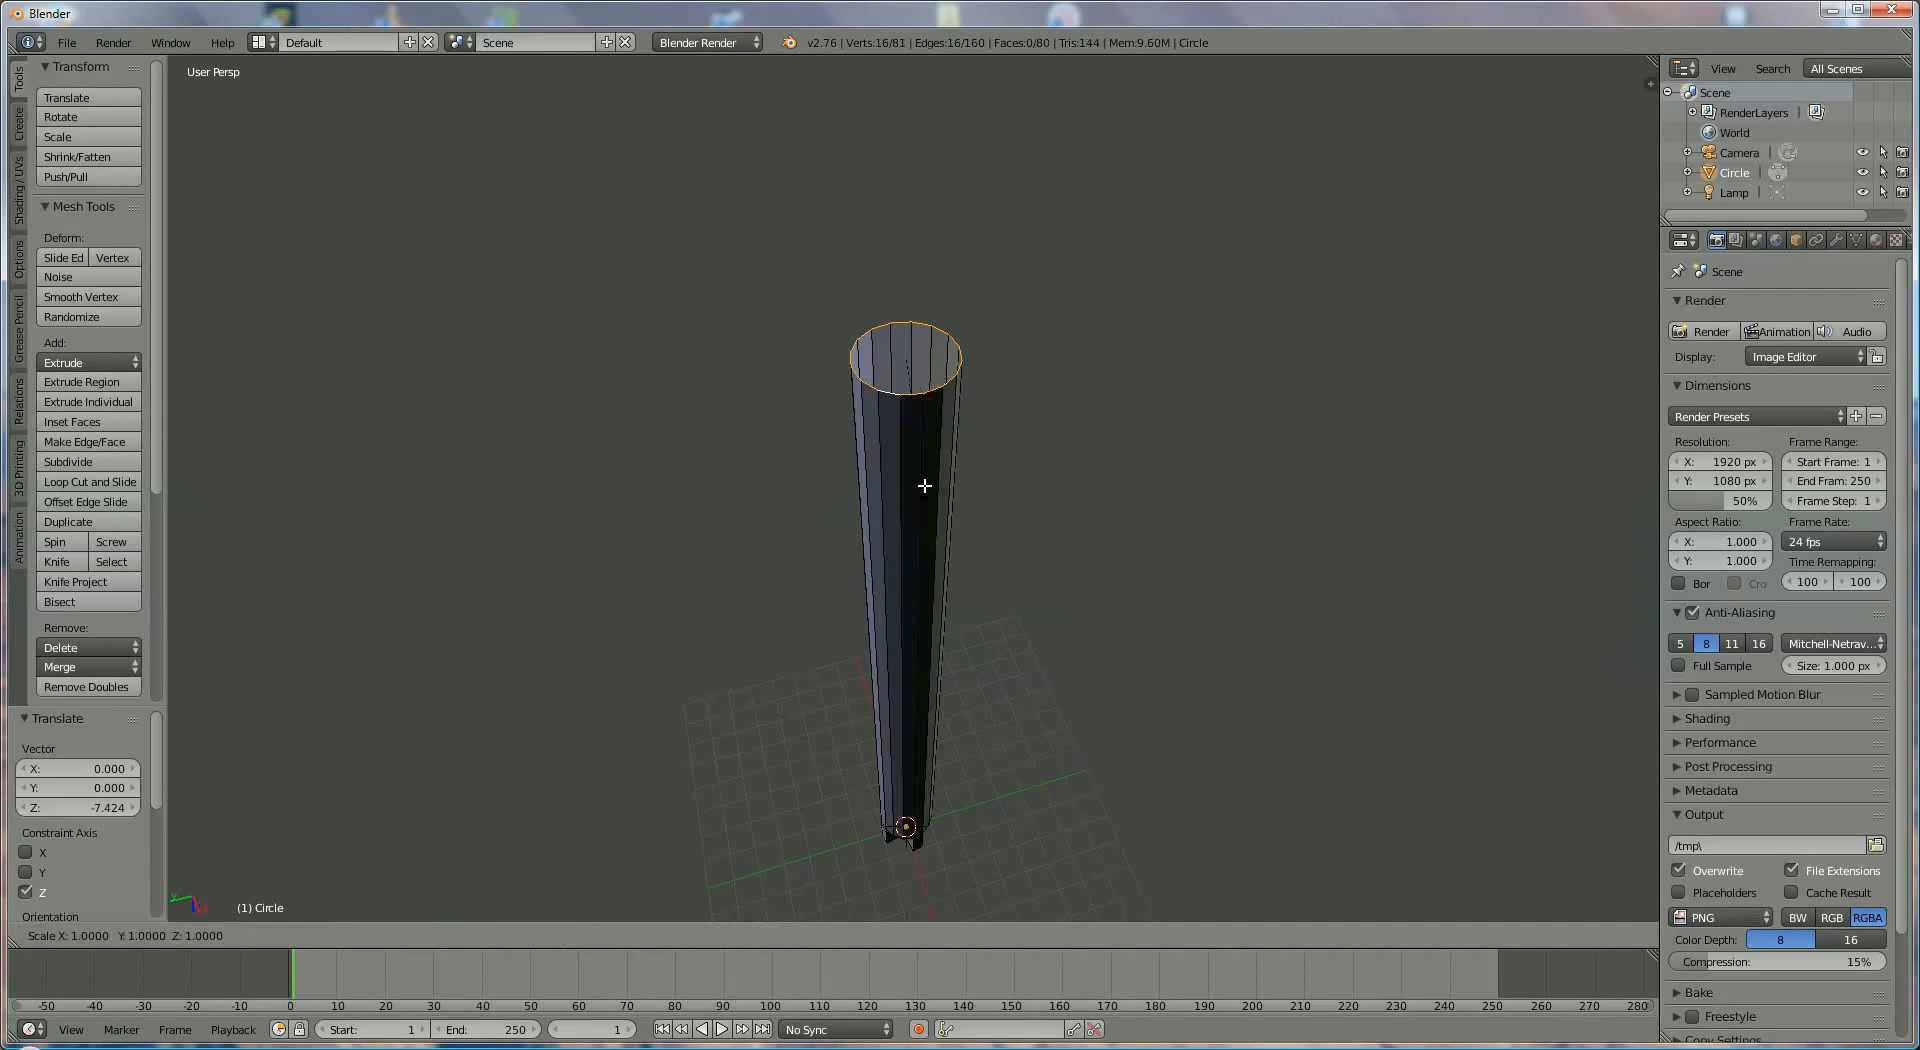 Blender
File Render Window Help Default Scene Blender Render v2.76 | Verts:16/81 | Edges:16/160 | Faces:0/80 | Tris:144 | Mem:9.60M | Circle
Transform
Translate
Rotate
Scale
Shrink/Fatten
Push/Pull
Mesh Tools
Deform:
Slide Ed Vertex
Noise
Smooth Vertex
Randomize
Add:
Extrude
Extrude Region
Extrude Individual
Inset Faces
Make Edge/Face
Subdivide
Loop Cut and Slide
Offset Edge Slide
Duplicate
Spin Screw
Knife Select
Knife Project
Bisect
Remove:
Delete
Merge
Remove Doubles
Tools
Create
Shading / UVs
Options
Grease Pencil
Relations
3D Printing
Animation
Translate
Vector
X: 0.000
Y: 0.000
Z: -7.424
Constraint Axis
X
Y
Z
Orientation
User Persp
(1) Circle
Scale X: 1.0000 Y: 1.0000 Z: 1.0000
View Search All Scenes
Scene
RenderLayers
World
Camera
Circle
Lamp
Scene
Render
Render Animation Audio
Display: Image Editor
Dimensions
Render Presets
Resolution: Frame Range:
X: 1920 px Start Frame: 1
Y: 1080 px End Fram: 250
50% Frame Step: 1
Aspect Ratio: Frame Rate:
X: 1.000 24 fps
Y: 1.000 Time Remapping:
Bor Cro 100 100
Anti-Aliasing
5 8 11 16 Mitchell-Netrav...
Full Sample Size: 1.000 px
Sampled Motion Blur
Shading
Performance
Post Processing
Metadata
Output
/tmp\
Overwrite File Extensions
Placeholders Cache Result
PNG BW RGB RGBA
Color Depth: 8 16
Compression: 15%
Bake
Freestyle
-50 -40 -30 -20 -10 0 10 20 30 40 50 60 70 80 90 100 110 120 130 140 150 160 170 180 190 200 210 220 230 240 250 260 270 280
View Marker Frame Playback Start: 1 End: 250 1 No Sync